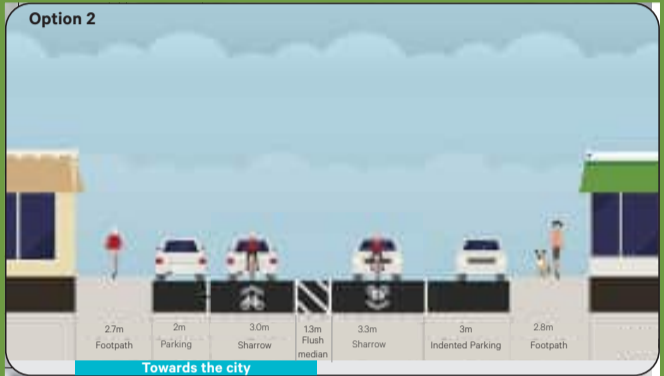 Option 2
2.7m
Footpath
2m
Parking
3.0m
Sharrow
1.3m
Flush
median
3.3m
Sharrow
3m
Indented Parking
2.8m
Footpath
Towards the city